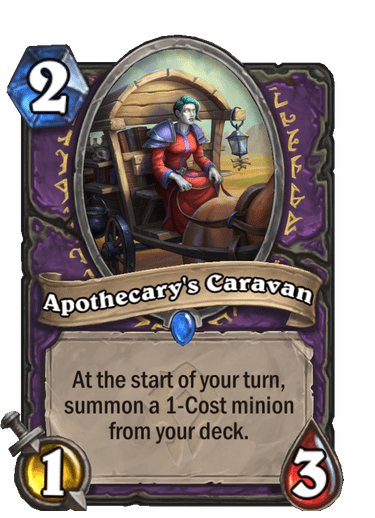 2
Apothecary's Caravan
At the start of your turn,
summon a 1-Cost minion
from your deck.
1
3